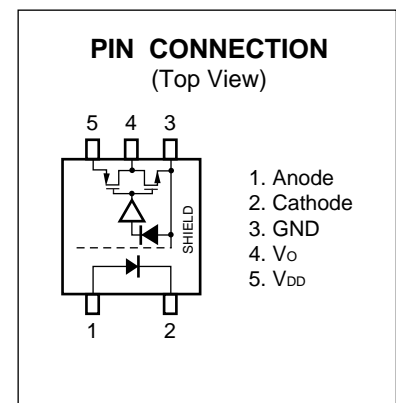 PIN CONNECTION
(Top View)
5 4 3
SHIELD
1 2
1. Anode
2. Cathode
3. GND
4. VO
5. VDD